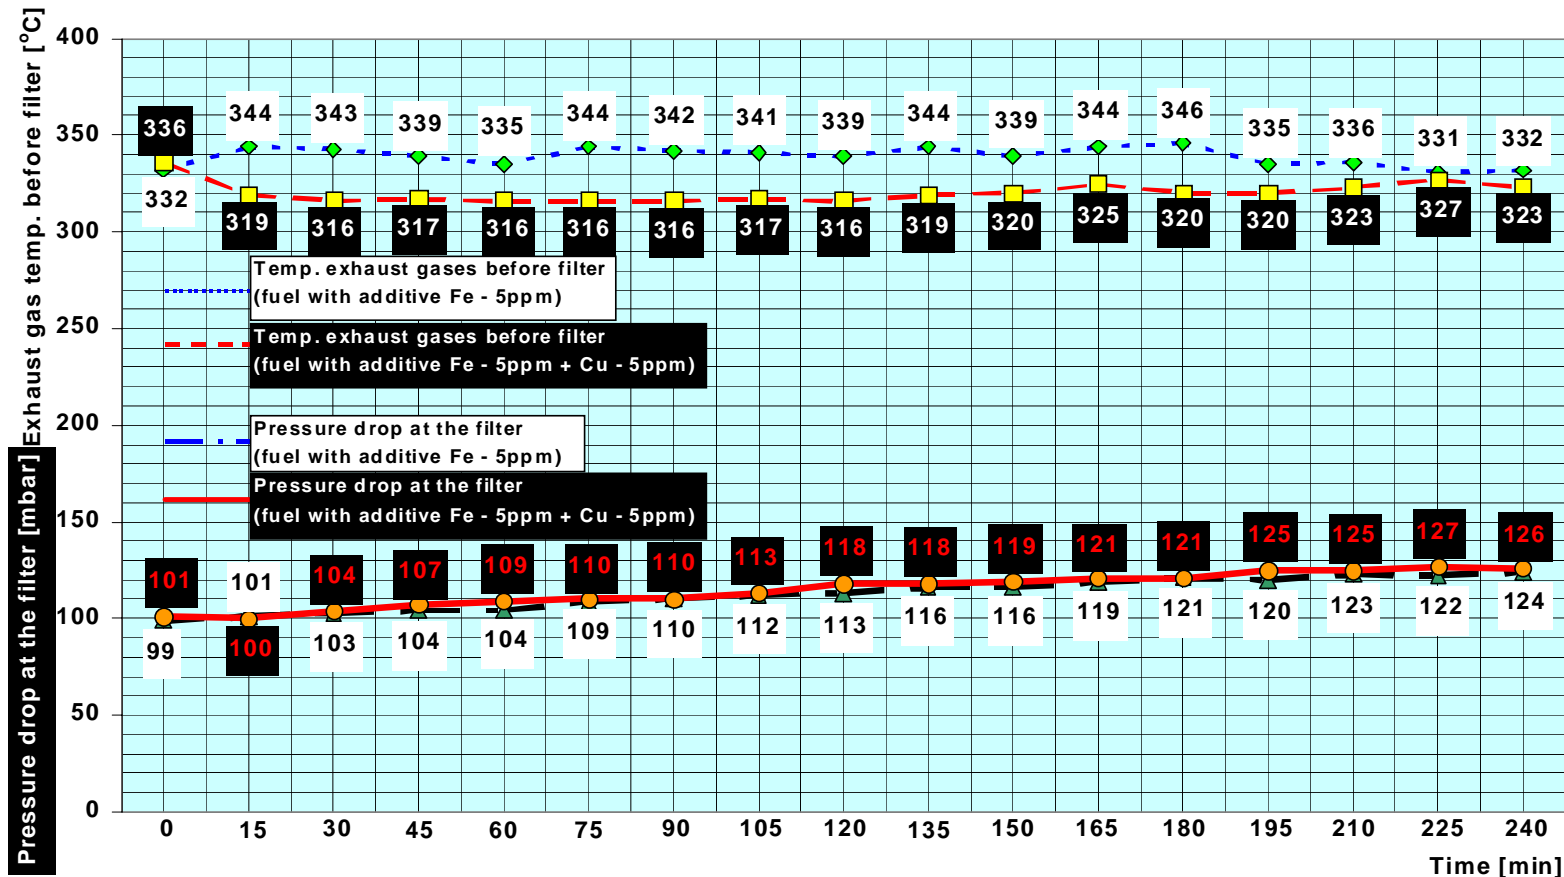 Exhaust gas temp. before filter [°C]
Pressure drop at the filter [mbar]
400
350
300
250
200
150
100
50
0
344 343 339 335 344 342 341 339 344 339 344 346 335 336 331 332
336
332
319 316 317 316 316 316 317 316 319 320 325 320 320 323 327 323
Temp. exhaust gases before filter
(fuel with additive Fe - 5ppm)
Temp. exhaust gases before filter
(fuel with additive Fe - 5ppm + Cu - 5ppm)
Pressure drop at the filter
(fuel with additive Fe - 5ppm)
Pressure drop at the filter
(fuel with additive Fe - 5ppm + Cu - 5ppm)
101 101 104 107 109 110 110 113 118 118 119 121 121 125 125 127 126
99 100 103 104 104 109 110 112 113 116 116 119 121 120 123 122 124
0 15 30 45 60 75 90 105 120 135 150 165 180 195 210 225 240
Time [min]